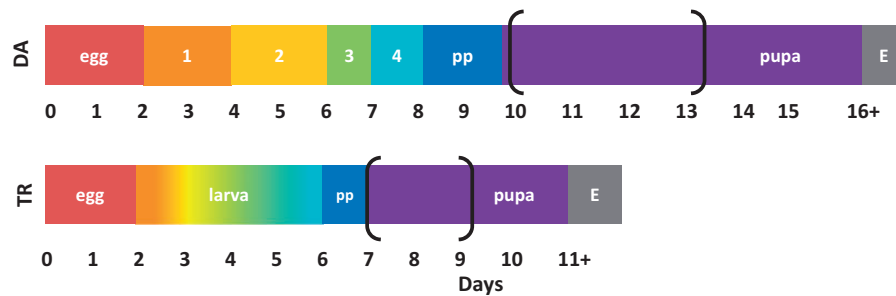 DA
egg 1 2 3 4 pp pupa E
0 1 2 3 4 5 6 7 8 9 10 11 12 13 14 15 16+
TR
egg larva pp pupa E
0 1 2 3 4 5 6 7 8 9 10 11+
Days